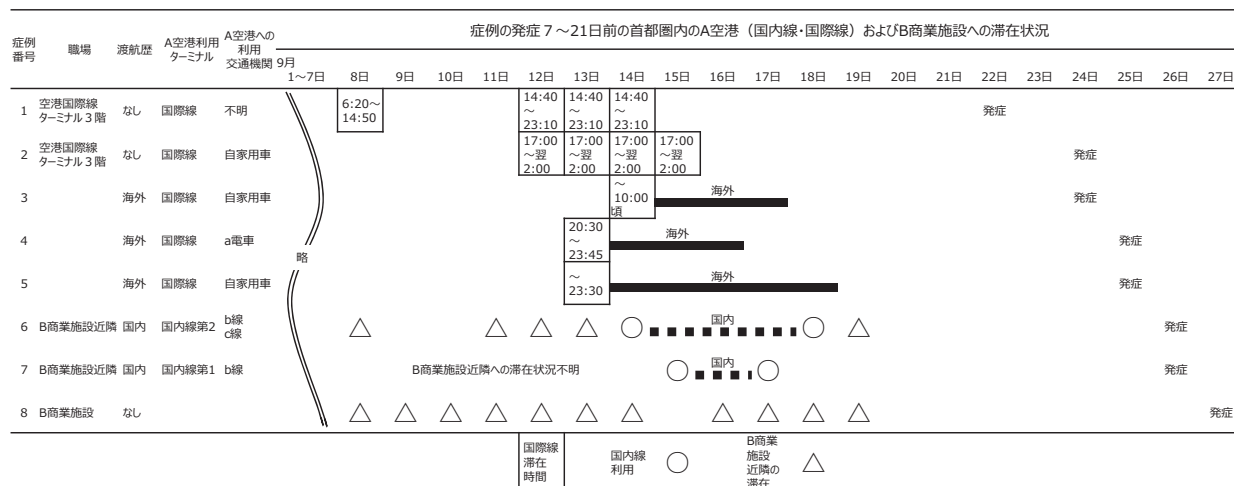 症例の発症７～21日前の首都圏内のA空港（国内線・国際線）およびB商業施設への滞在状況
症例番号 職場 渡航歴 A空港利用ターミナル A空港への利用交通機関
9月
1～7日 8日 9日 10日 11日 12日 13日 14日 15日 16日 17日 18日 19日 20日 21日 22日 23日 24日 25日 26日 27日
1 空港国際線ターミナル３階 なし 国際線 不明 6:20～14:50 14:40～23:10 14:40～23:10 14:40～23:10 発症
2 空港国際線ターミナル３階 なし 国際線 自家用車 17:00～翌2:00 17:00～翌2:00 17:00～翌2:00 17:00～翌2:00 発症
3 海外 国際線 自家用車 ～10:00頃 海外 発症
4 海外 国際線 a電車 20:30～23:45 海外 発症
略
5 海外 国際線 自家用車 ～23:30 海外 発症
6 B商業施設近隣 国内 国内線第2 b線 c線 △ △ △ △ ○ 国内 ○ △ 発症
7 B商業施設近隣 国内 国内線第1 b線 B商業施設近隣への滞在状況不明 ○ 国内 ○ 発症
8 B商業施設 なし △ △ △ △ △ △ △ △ △ △ △ 発症
国際線滞在時間 国内線利用 ○ B商業施設近隣の滞在 △